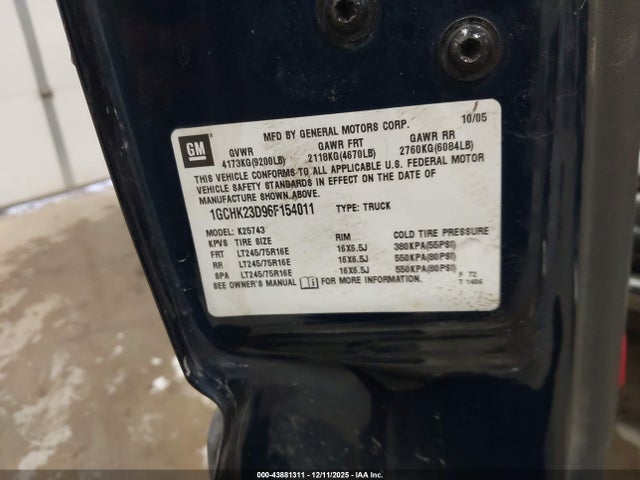 GM
MFD BY GENERAL MOTORS CORP. 10/05
GVWR GAWR FRT GAWR RR
4173KG(9200LB) 2118KG(4670LB) 2760KG(6084LB)
THIS VEHICLE CONFORMS TO ALL APPLICABLE U.S. FEDERAL MOTOR
VEHICLE SAFETY STANDARDS IN EFFECT ON THE DATE OF
MANUFACTURE SHOWN ABOVE.
1GCHK23D96F154011 TYPE: TRUCK
MODEL: K25743
KPV6 TIRE SIZE RIM COLD TIRE PRESSURE
FRT LT245/75R16E 16X6.5J 380KPA(55PSI)
RR LT245/75R16E 16X6.5J 550KPA(80PSI)
SPA LT245/75R16E 16X6.5J 550KPA(80PSI)
SEE OWNER'S MANUAL FOR MORE INFORMATION. P 72
T 1405
000-43881311 - 12/11/2025 - IAA Inc.